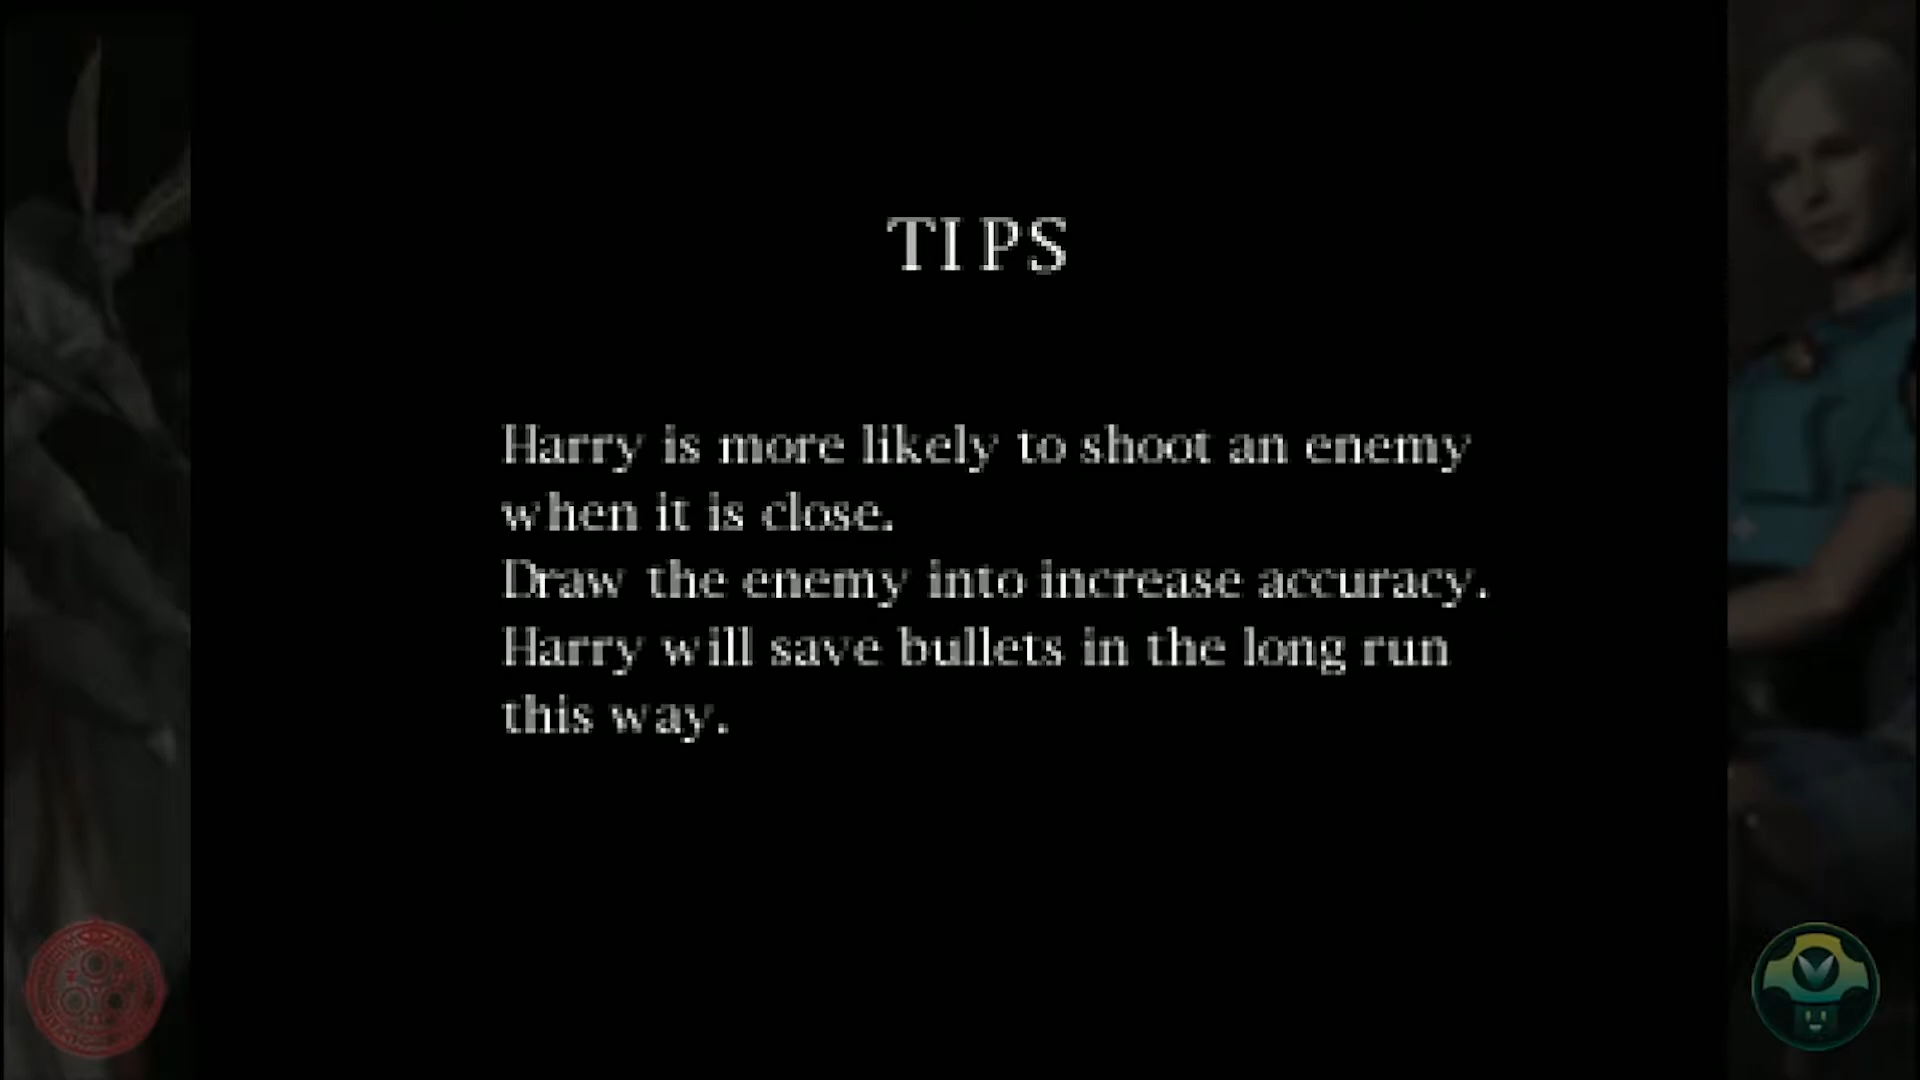 TIPS
Harry is more likely to shoot an enemy
when it is close.
Draw the enemy into increase accuracy.
Harry will save bullets in the long run
this way.